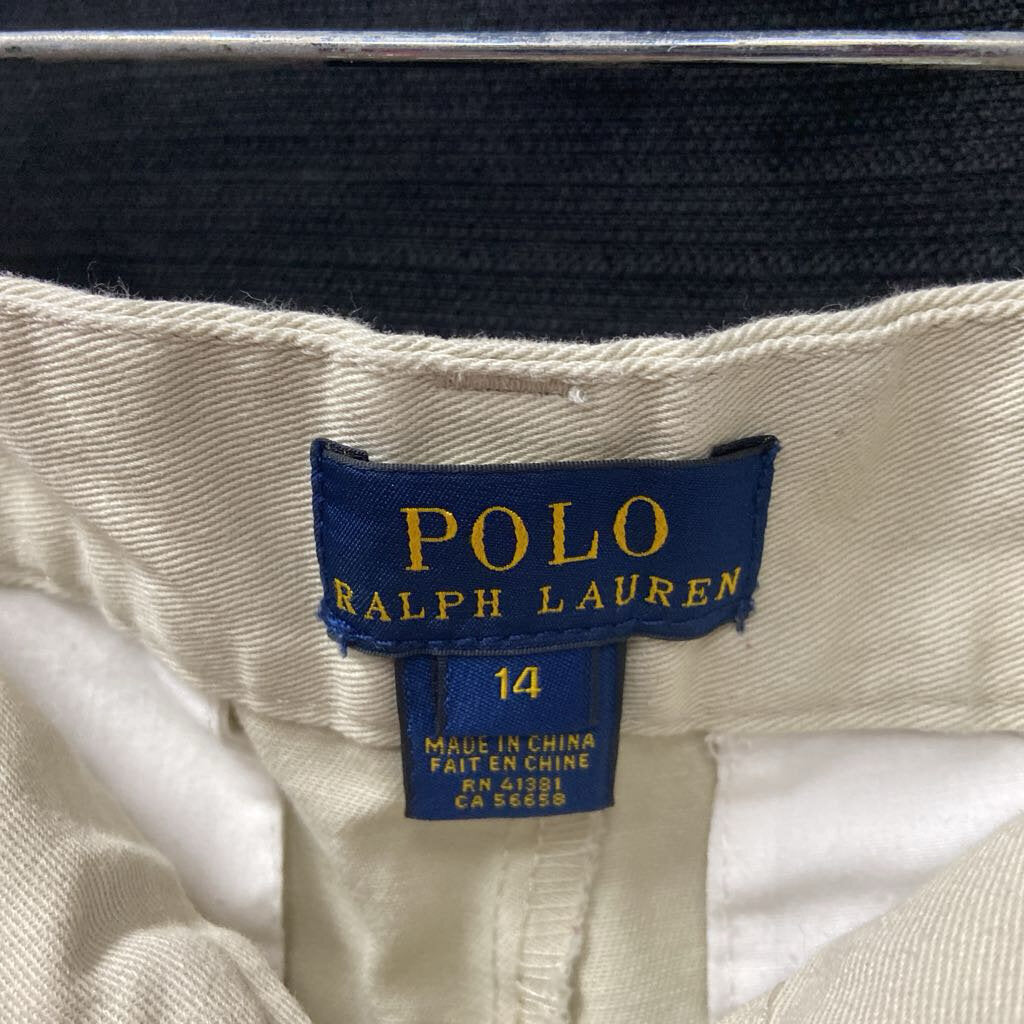 POLO
RALPH LAUREN
14
MADE IN CHINA
FAIT EN CHINE
RN 41381
CA 56658